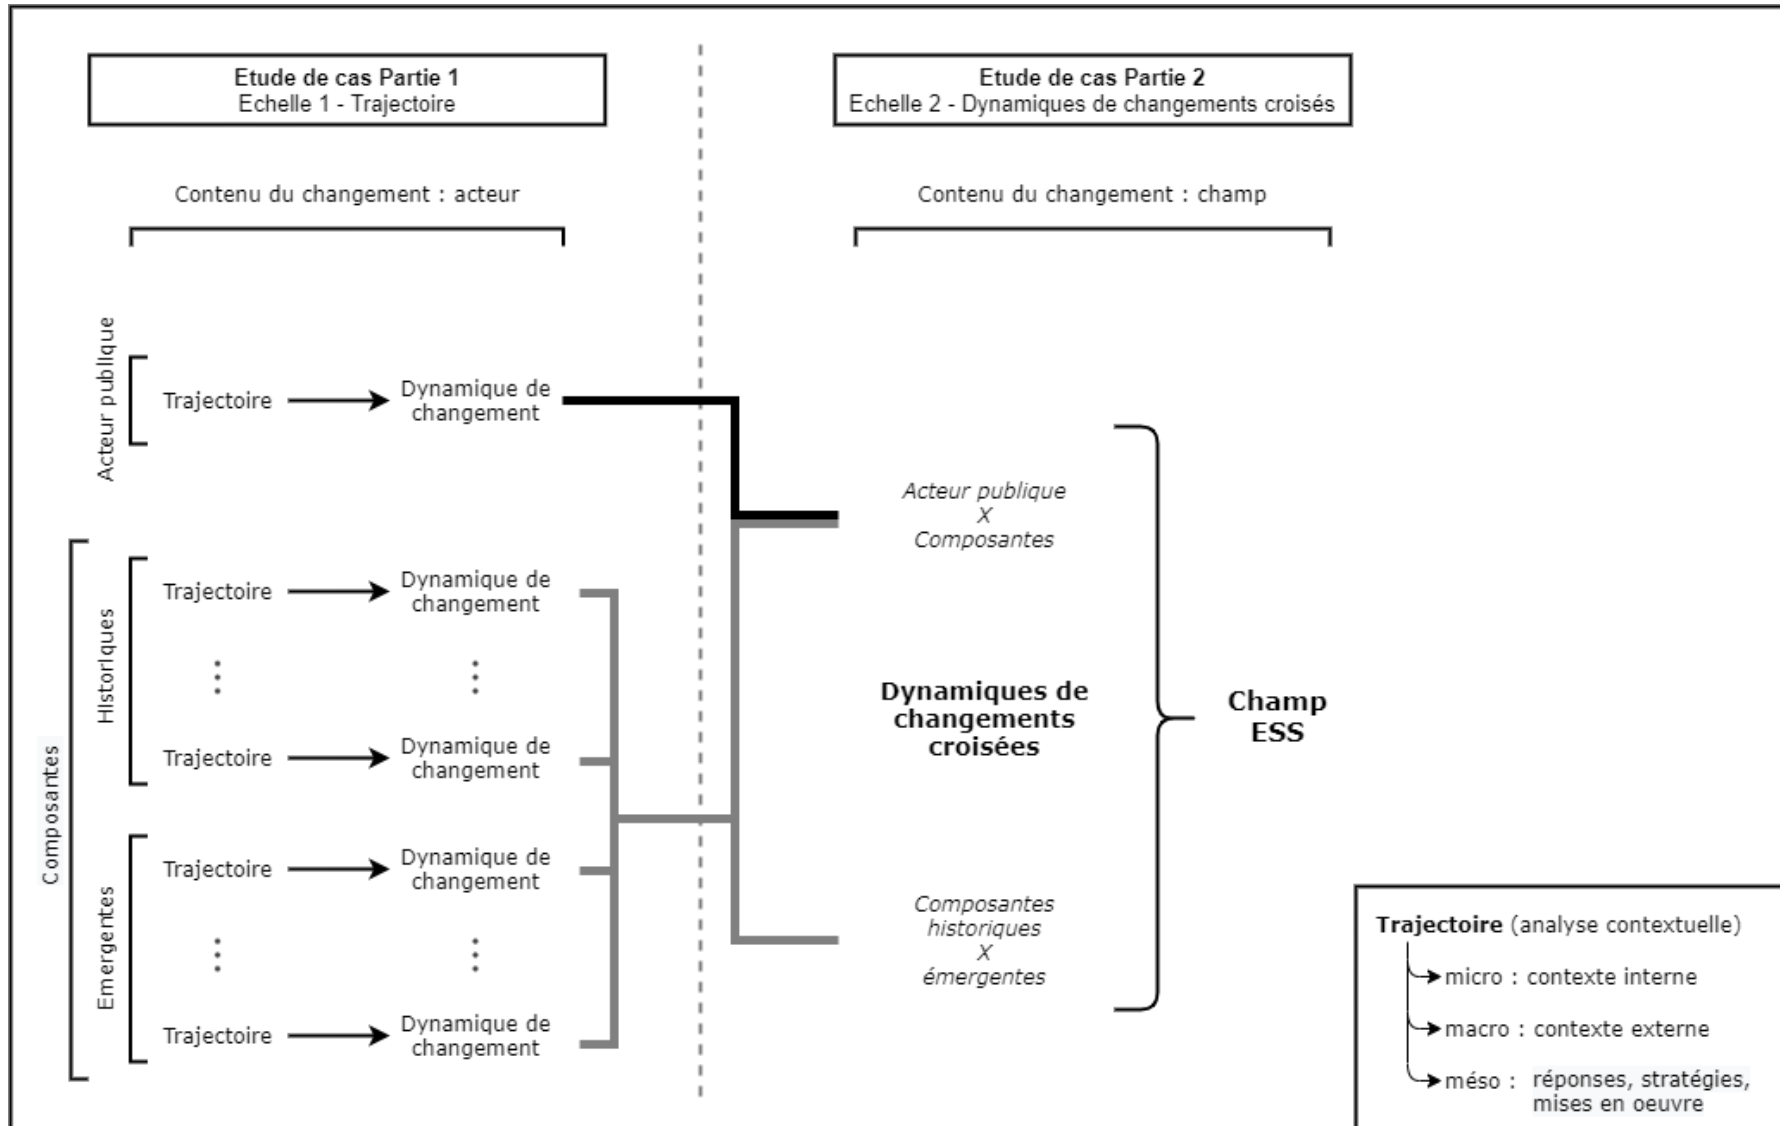 Etude de cas Partie 1
Echelle 1 - Trajectoire
Etude de cas Partie 2
Echelle 2 - Dynamiques de changements croisés
Contenu du changement : acteur
Contenu du changement : champ
Acteur publique
Trajectoire
Dynamique de
changement
Composantes
Historiques
Trajectoire
Dynamique de
changement
Trajectoire
Dynamique de
changement
Emergentes
Trajectoire
Dynamique de
changement
Trajectoire
Dynamique de
changement
Acteur publique
X
Composantes
Dynamiques de
changements
croisées
Composantes
historiques
X
émergentes
Champ
ESS
Trajectoire (analyse contextuelle)
micro : contexte interne
macro : contexte externe
méso : réponses, stratégies,
mises en oeuvre